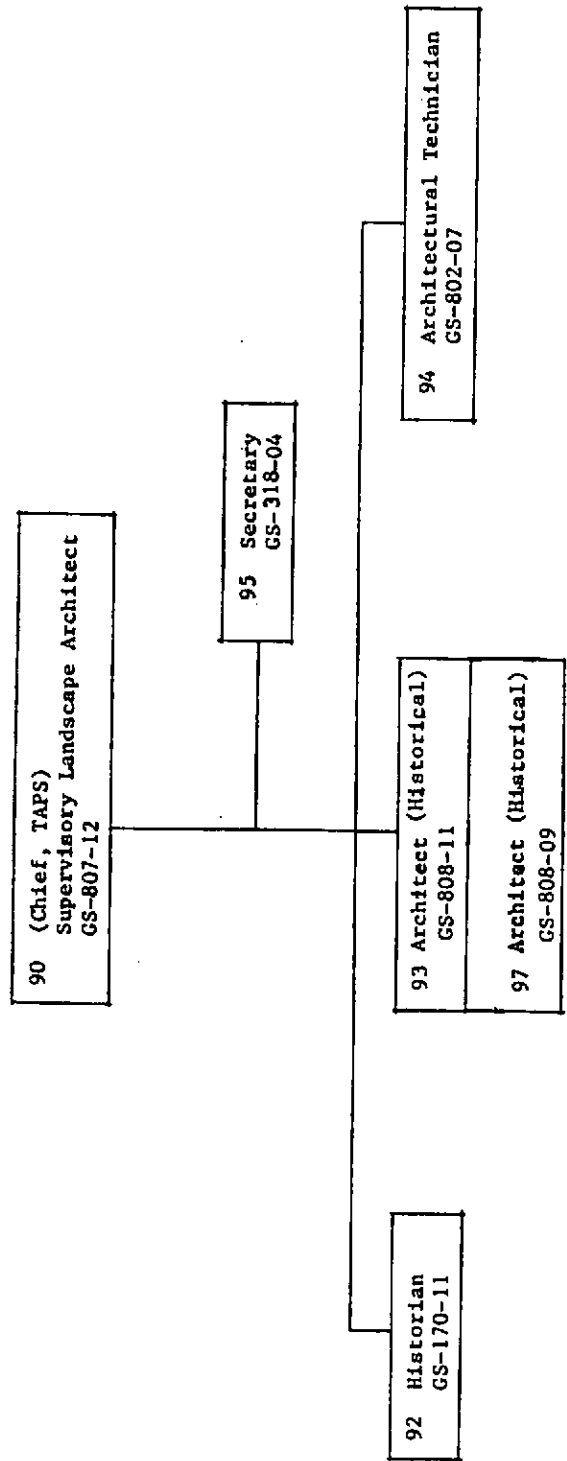 90 (Chief, TAPS)
Supervisory Landscape Architect
GS-807-12
95 Secretary
GS-318-04
92 Historian
GS-170-11
93 Architect (Historical)
GS-808-11
97 Architect (Historical)
GS-808-09
94 Architectural Technician
GS-802-07